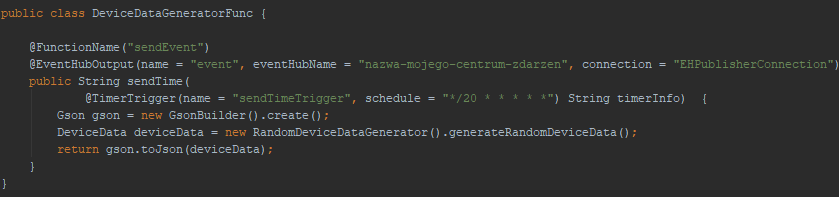 public class DeviceDataGeneratorFunc {
@FunctionName("sendEvent")
@EventHubOutput(name = "event", eventHubName = "nazwa-mojego-centrum-zdarzen", connection = "EHPublisherConnection")
public String sendTime(
@TimerTrigger(name = "sendTimeTrigger", schedule = "*/20 * * * * *") String timerInfo) {
Gson gson = new GsonBuilder().create();
DeviceData deviceData = new RandomDeviceDataGenerator().generateRandomDeviceData();
return gson.toJson(deviceData);
}
}